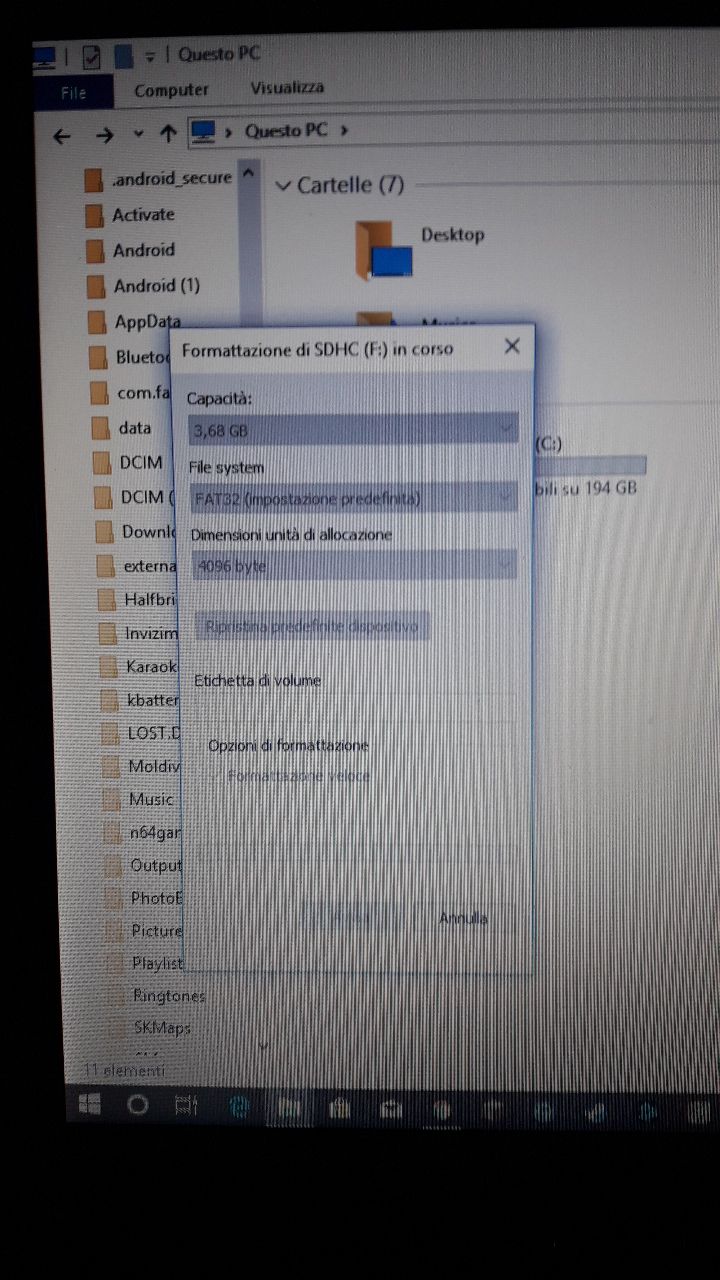 Questo PC
File
Computer
Visualizza
Questo PC
.android_secure
Activate
Android
Android (1)
AppData
Blueto
com.fa
data
DCIM
DCIM (
Downl
externa
Halfbri
Invizim
Karaok
kbatter
LOST.D
Moldiv
Music
n64gar
Output
PhotoE
Picture
Playlist
Ringtones
SKMaps
11 elementi
Cartelle (7)
Desktop
Formattazione di SDHC (F:) in corso
Capacità:
3,68 GB
File system
FAT32 (impostazione predefinita)
Dimensioni unità di allocazione
4096 byte
Ripristina predefinite dispositivo
Etichetta di volume
Opzioni di formattazione
Formattazione veloce
Annulla
(C:)
bili su 194 GB